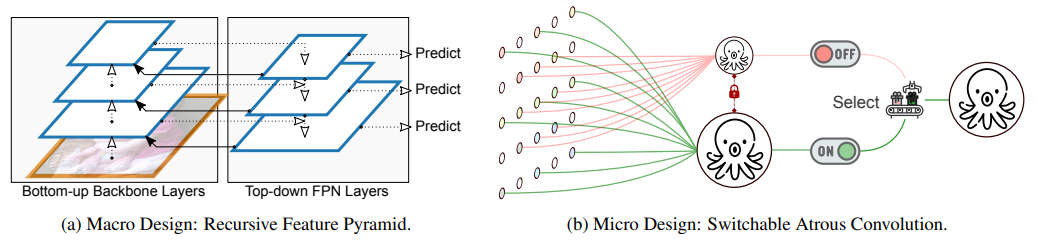 Predict
Predict
Predict
Bottom-up Backbone Layers
Top-down FPN Layers
(a) Macro Design: Recursive Feature Pyramid.
OFF
Select
ON
(b) Micro Design: Switchable Atrous Convolution.